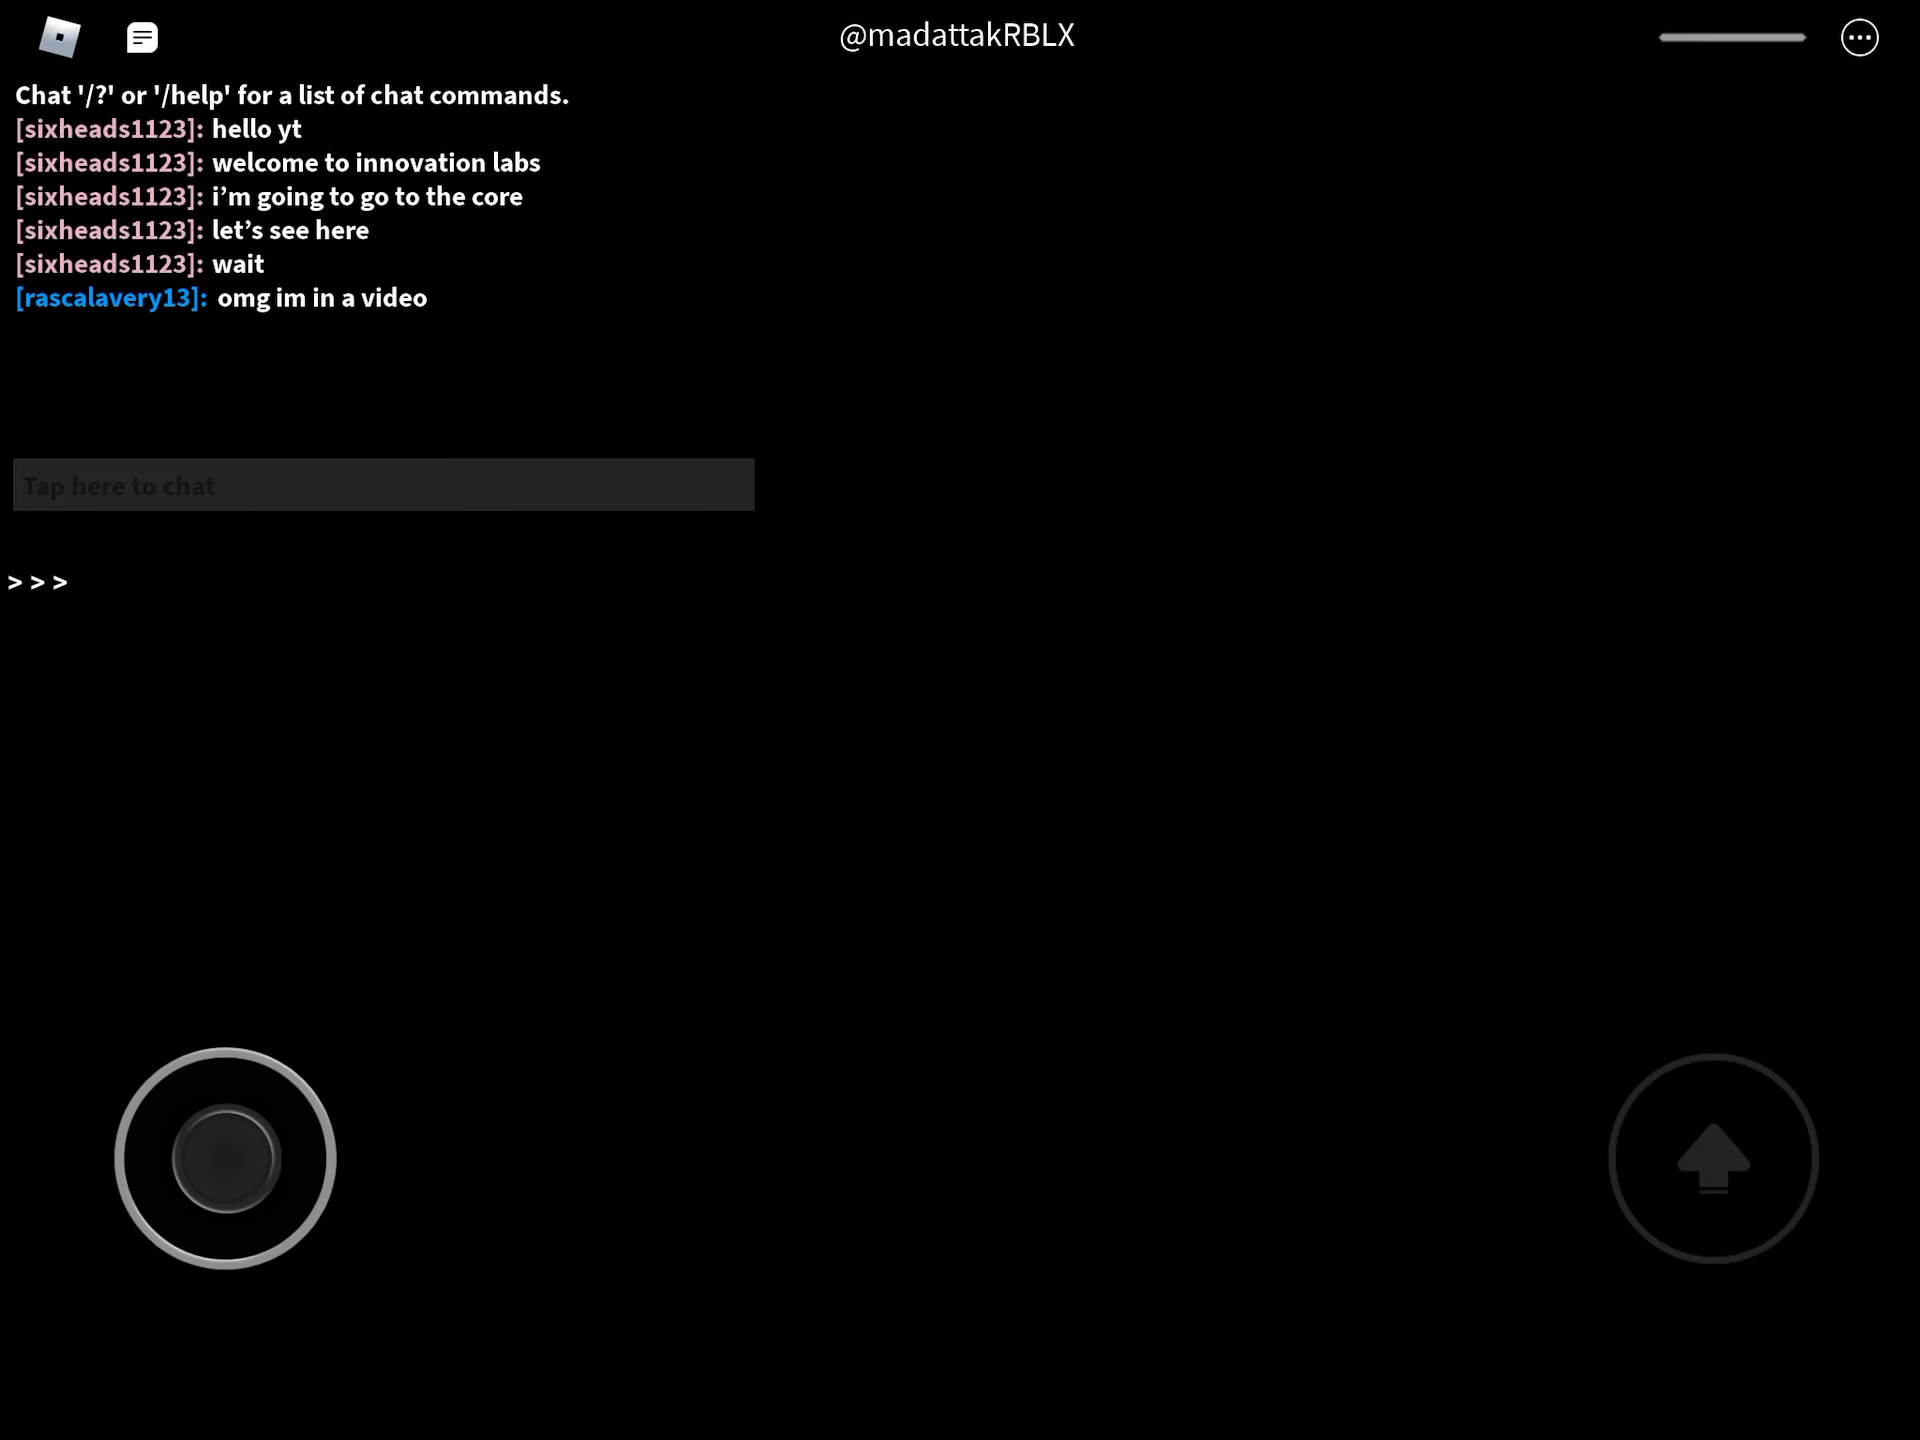 @madattakRBLX
Chat '/?' or '/help' for a list of chat commands.
[sixheads1123]: hello yt
[sixheads1123]: welcome to innovation labs
[sixheads1123]: i’m going to go to the core
[sixheads1123]: let’s see here
[sixheads1123]: wait
[rascalavery13]: omg im in a video
Tap here to chat
> > >